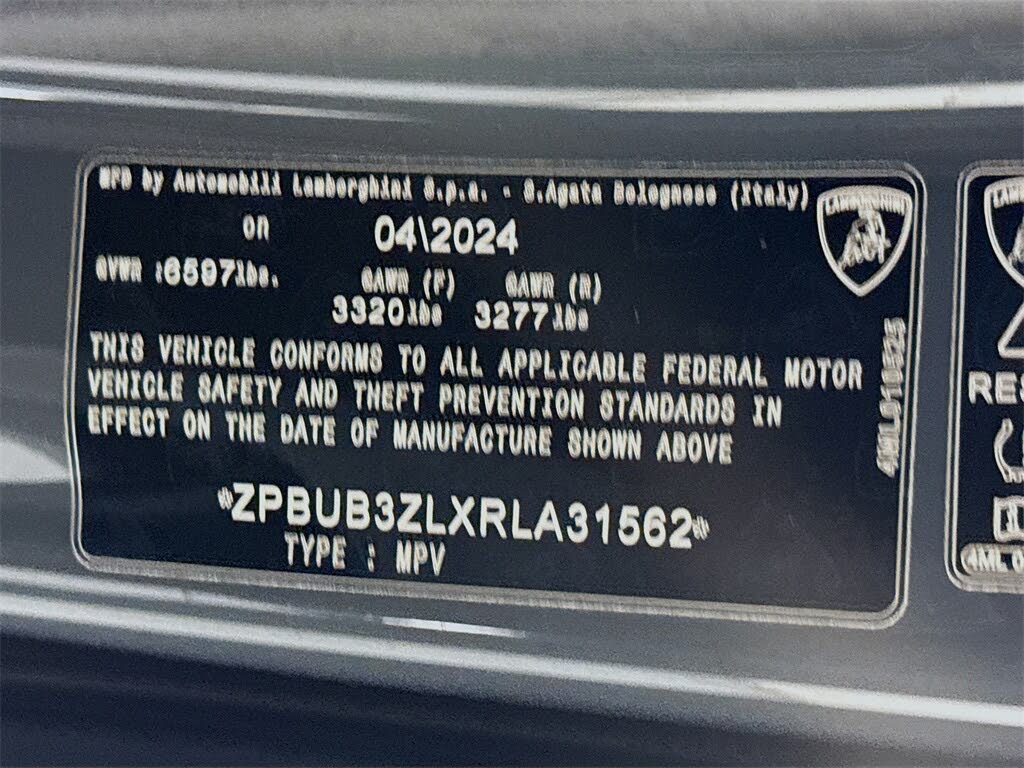 MFD by Automobili Lamborghini S.p.a. - S.Agata Bolognese (Italy)
on 04\2024
GVWR :6597lbs. GAWR (F) GAWR (R)
3320lbs 3277lbs
THIS VEHICLE CONFORMS TO ALL APPLICABLE FEDERAL MOTOR
VEHICLE SAFETY AND THEFT PREVENTION STANDARDS IN
EFFECT ON THE DATE OF MANUFACTURE SHOWN ABOVE
*ZPBUB3ZLXRLA31562*
TYPE : MPV
LAMBORGHINI